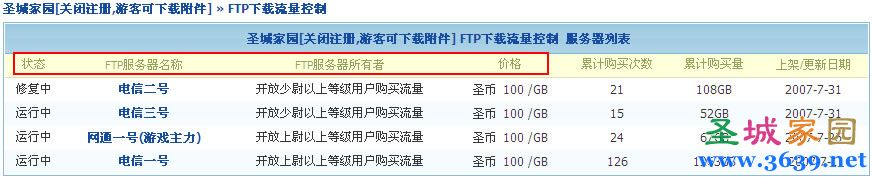 圣城家园[关闭注册,游客可下载附件] » FTP下载流量控制
圣城家园[关闭注册,游客可下载附件] FTP下载流量控制 服务器列表
状态 FTP服务器名称 FTP服务器所有者 价格 累计购买次数 累计购买量 上架/更新日期
修复中 电信二号 开放少尉以上等级用户购买流量 圣币 100 /GB 21 108GB 2007-7-31
运行中 电信三号 开放少尉以上等级用户购买流量 圣币 100 /GB 15 52GB 2007-7-31
运行中 网通一号(游戏主力) 开放上尉以上等级用户购买流量 圣币 100 /GB 24
运行中 电信一号 开放上尉以上等级用户购买流量 圣币 100 /GB 126
圣城家园
www.3639.net